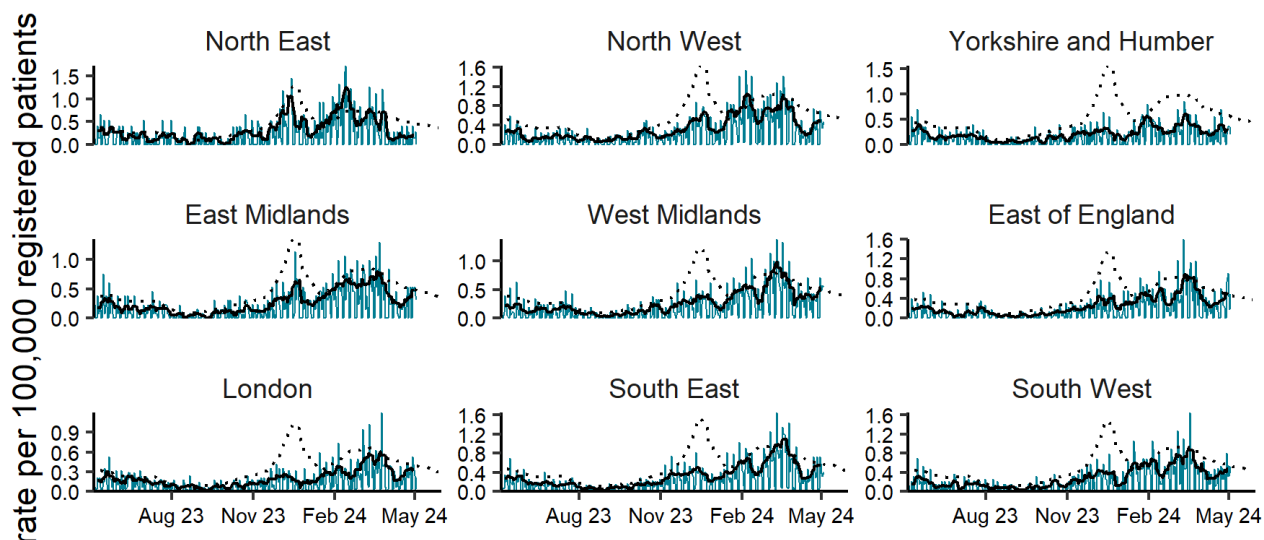 rate per 100,000 registered patients
North East
North West
Yorkshire and Humber
1.5
1.0
0.5
0.0
1.6
1.2
0.8
0.4
0.0
1.5
1.0
0.5
0.0
East Midlands
West Midlands
East of England
1.0
0.5
0.0
1.0
0.5
0.0
1.6
1.2
0.8
0.4
0.0
London
South East
South West
0.9
0.6
0.3
0.0
1.6
1.2
0.8
0.4
0.0
1.6
1.2
0.8
0.4
0.0
Aug 23 Nov 23 Feb 24 May 24
Aug 23 Nov 23 Feb 24 May 24
Aug 23 Nov 23 Feb 24 May 24